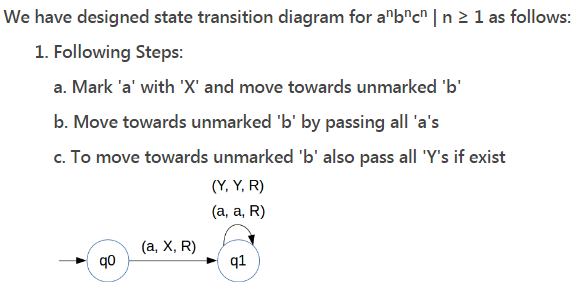 We have designed state transition diagram for aⁿbⁿcⁿ | n ≥ 1 as follows:
1. Following Steps:
a. Mark 'a' with 'X' and move towards unmarked 'b'
b. Move towards unmarked 'b' by passing all 'a's
c. To move towards unmarked 'b' also pass all 'Y's if exist
(Y, Y, R)
(a, a, R)
(a, X, R)
q0
q1